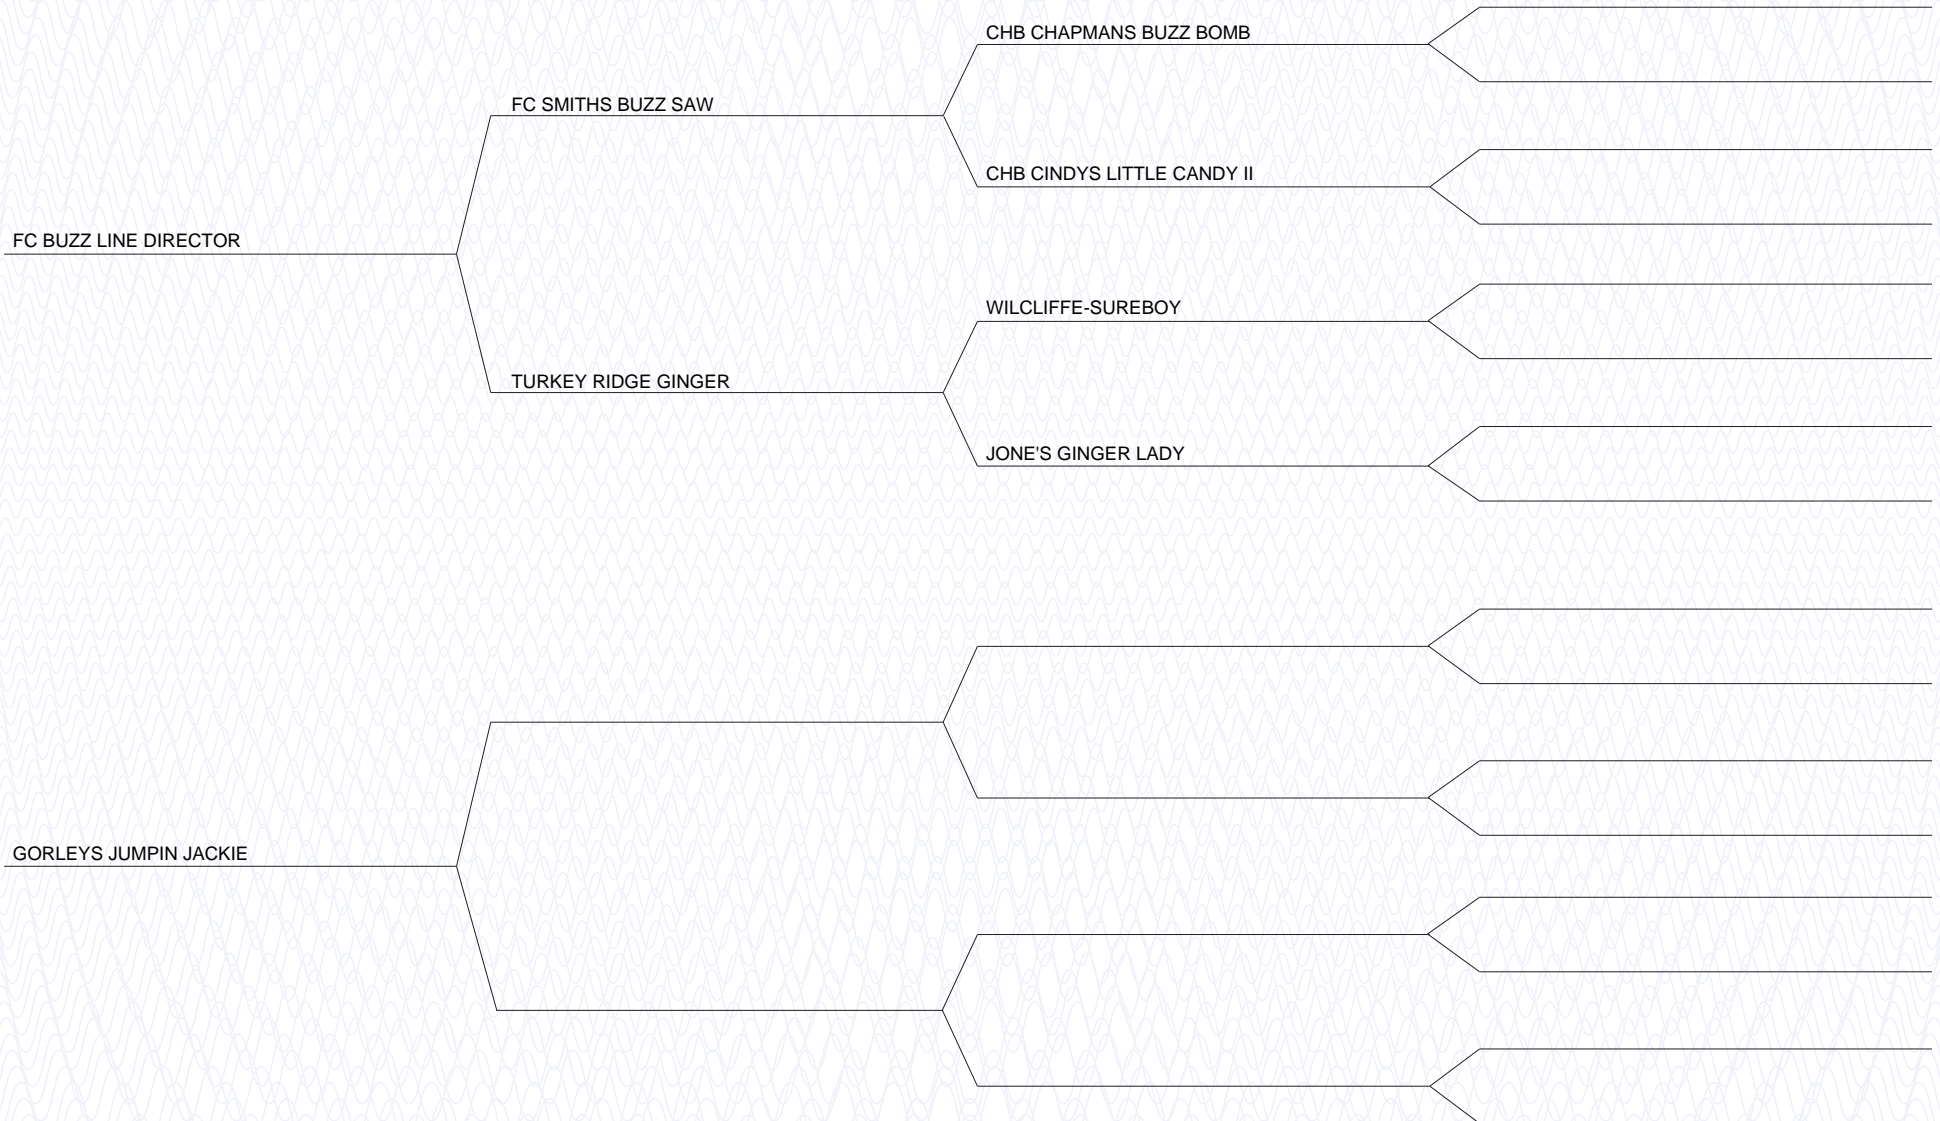 CHB CHAPMANS BUZZ BOMB
FC SMITHS BUZZ SAW
CHB CINDYS LITTLE CANDY II
FC BUZZ LINE DIRECTOR
WILCLIFFE-SUREBOY
TURKEY RIDGE GINGER
JONE'S GINGER LADY
GORLEYS JUMPIN JACKIE